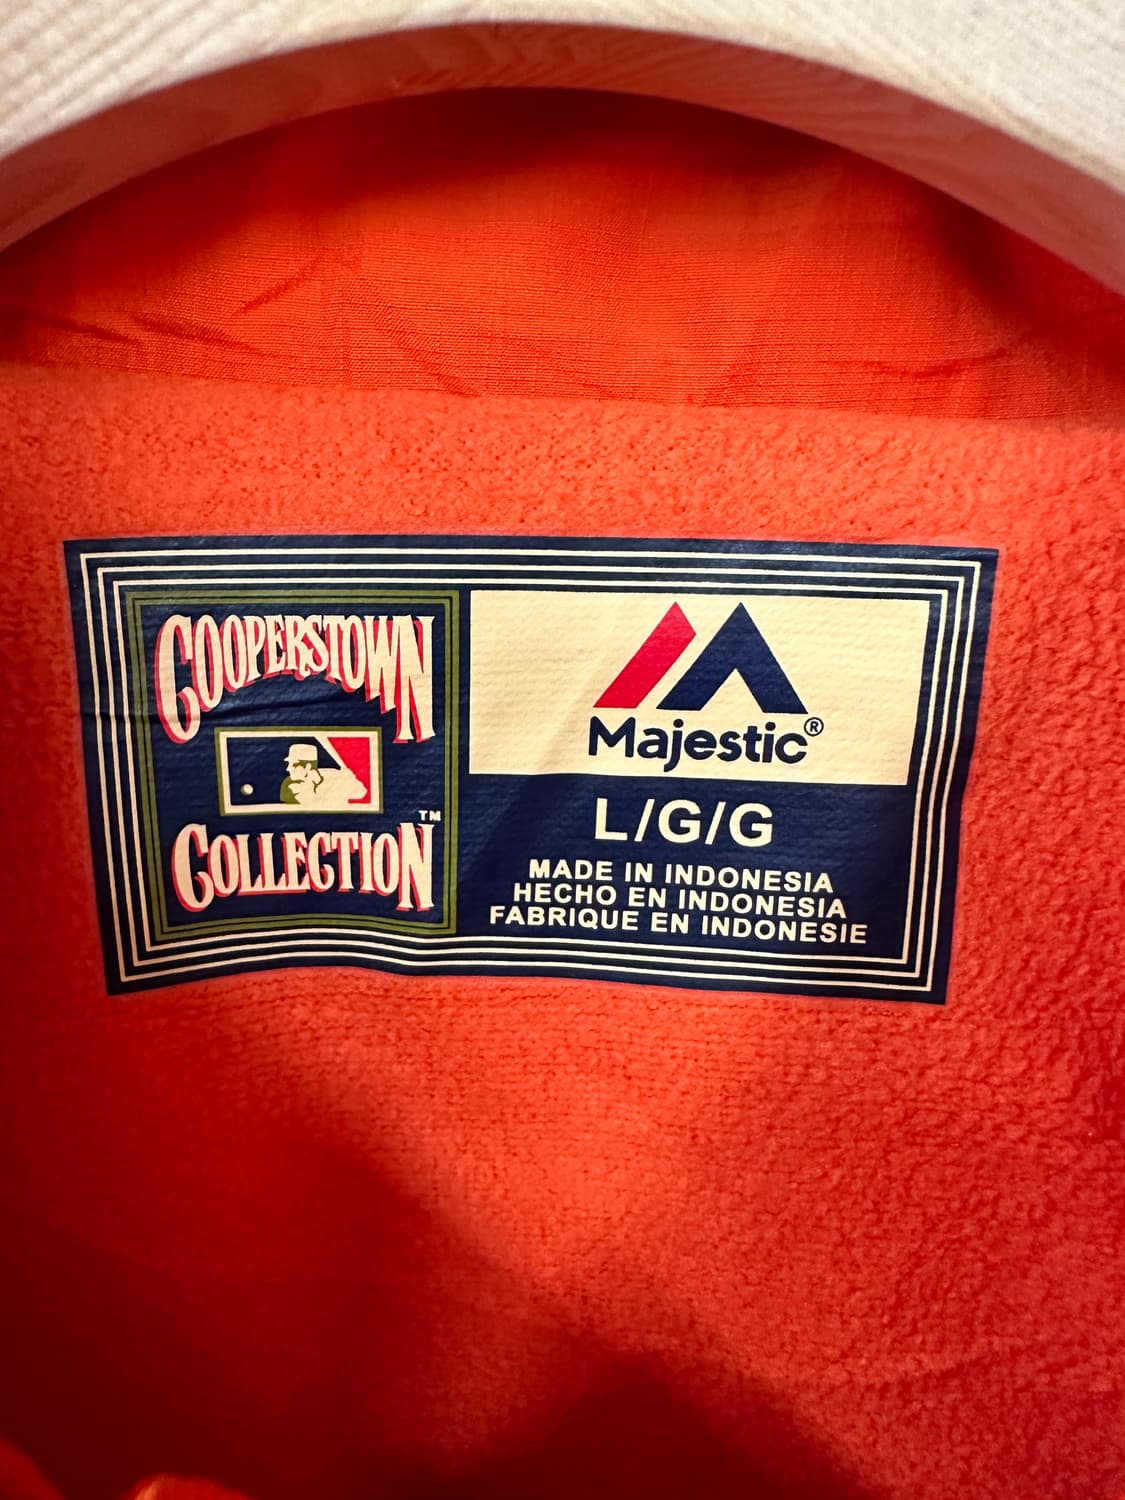 COOPERSTOWN
COLLECTION™
Majestic®
L/G/G
MADE IN INDONESIA
HECHO EN INDONESIA
FABRIQUE EN INDONESIE